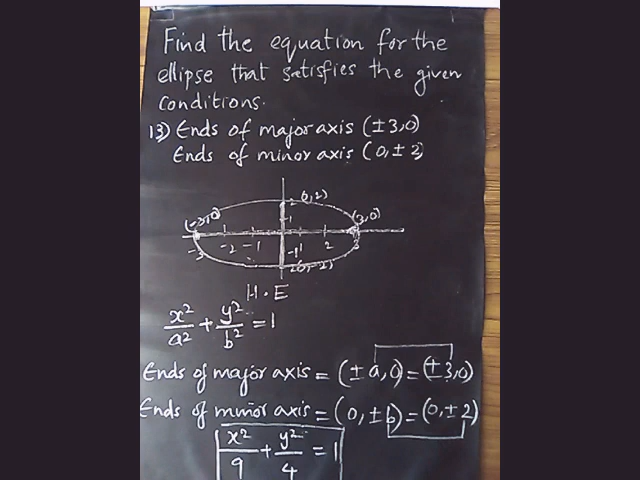 Find the equation for the
ellipse that satisfies the given
conditions.
13) Ends of major axis (±3,0)
Ends of minor axis (0,±2)
2 (0,2)
(-3,0) 1 (3,0)
-3 -2 -1 1 2 3
-1
-2 (0,-2)
H.E
x²/a² + y²/b² = 1
Ends of major axis = (±a,0) = (±3,0)
Ends of minor axis = (0,±b) = (0,±2)
x²/9 + y²/4 = 1